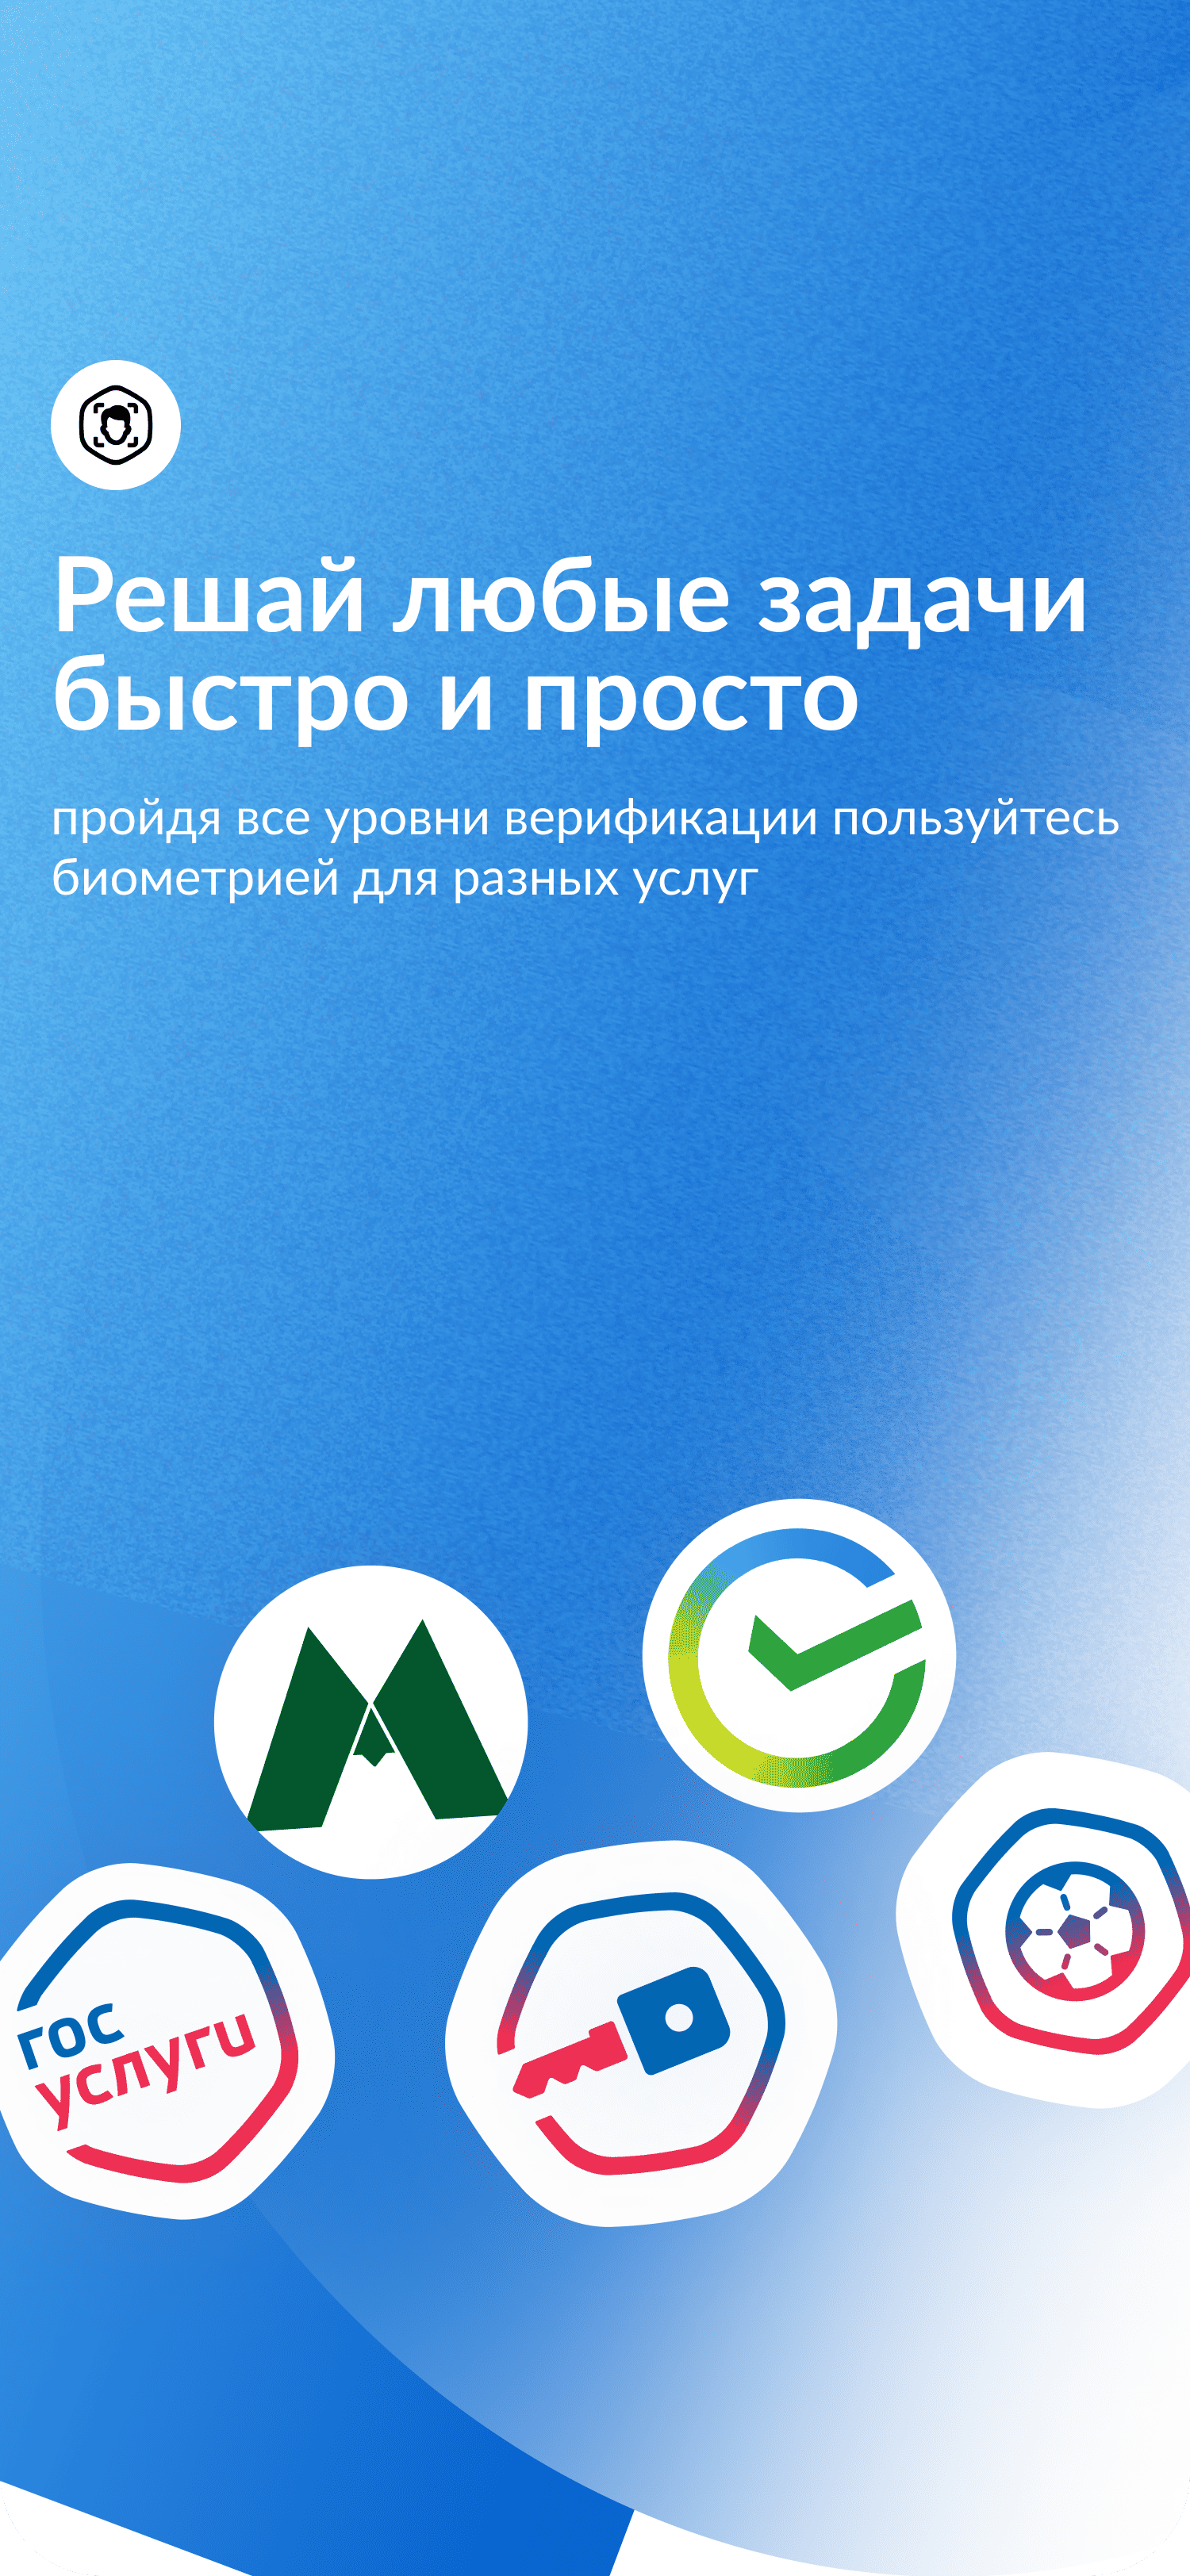 Решай любые задачи
быстро и просто
пройдя все уровни верификации пользуйтесь
биометрией для разных услуг
гос
услуги